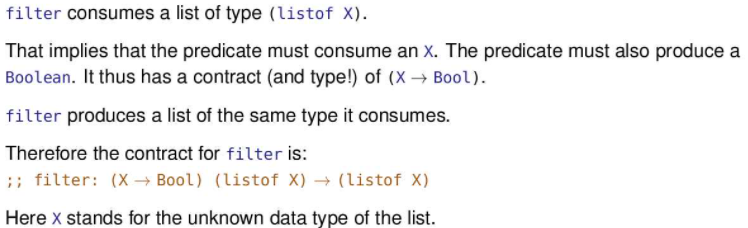 filter consumes a list of type (listof X).
That implies that the predicate must consume an X. The predicate must also produce a
Boolean. It thus has a contract (and type!) of (X → Bool).
filter produces a list of the same type it consumes.
Therefore the contract for filter is:
;; filter: (X → Bool) (listof X) → (listof X)
Here X stands for the unknown data type of the list.